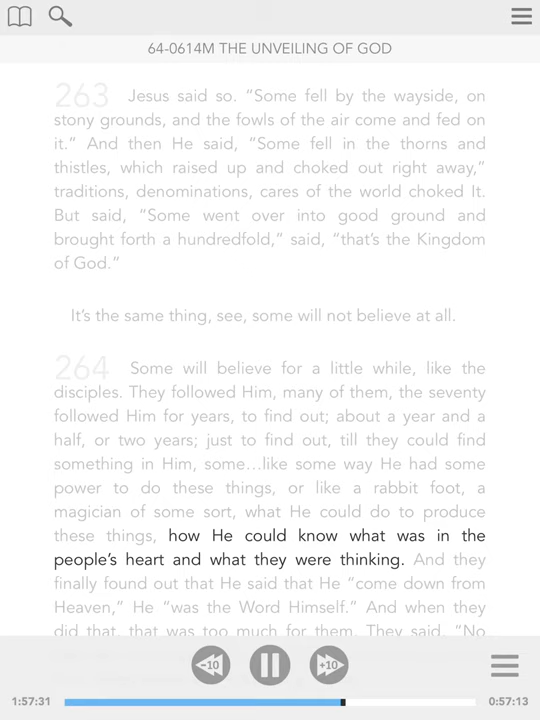 64-0614M THE UNVEILING OF GOD
263 Jesus said so. “Some fell by the wayside, on
stony grounds, and the fowls of the air come and fed on
it.” And then He said, “Some fell in the thorns and
thistles, which raised up and choked out right away,”
traditions, denominations, cares of the world choked It.
But said, “Some went over into good ground and
brought forth a hundredfold,” said, “that’s the Kingdom
of God.”
It’s the same thing, see, some will not believe at all.
264 Some will believe for a little while, like the
disciples. They followed Him, many of them, the seventy
followed Him for years, to find out; about a year and a
half, or two years; just to find out, till they could find
something in Him, some…like some way He had some
power to do these things, or like a rabbit foot, a
magician of some sort, what He could do to produce
these things, how He could know what was in the
people’s heart and what they were thinking. And they
finally found out that He said that He “come down from
Heaven,” He “was the Word Himself.” And when they
did that, that was too much for them. They said, “No
-10
+10
1:57:31
0:57:13